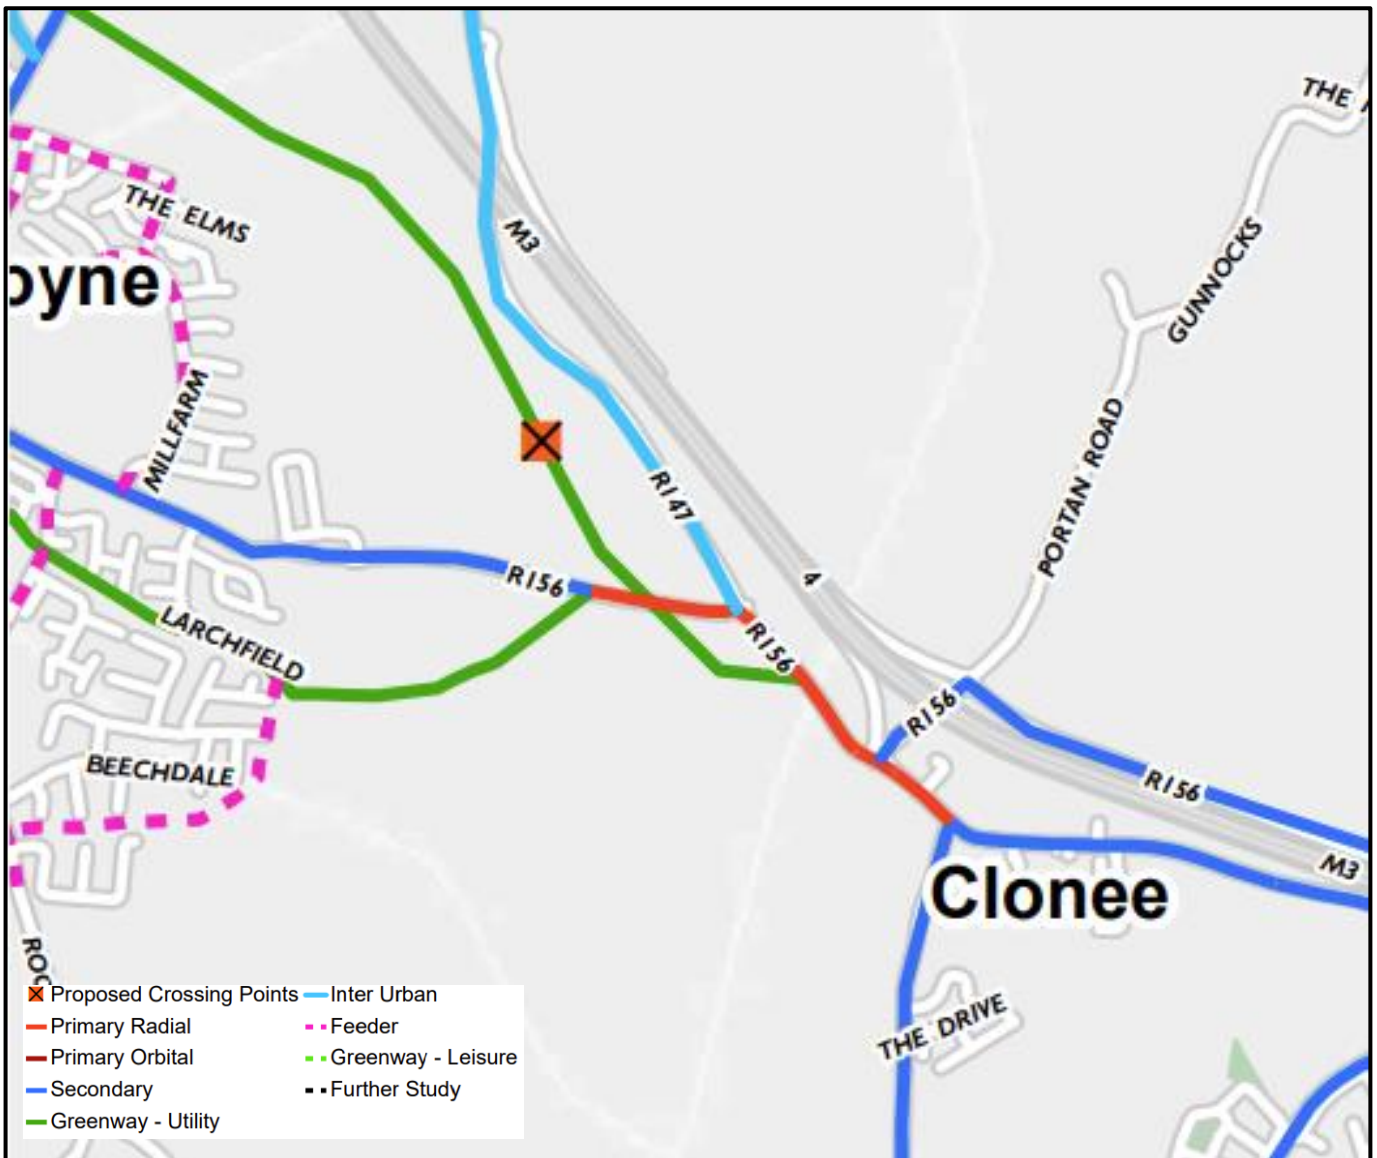 THE
THE ELMS
M3
GUNNOCKS
oyne
MILLFARM
R147
PORTAN ROAD
R156
4
LARCHFIELD
R156
R156
BEECHDALE
R156
M3
Clonee
ROC
THE DRIVE
Proposed Crossing Points
Inter Urban
Primary Radial
Feeder
Primary Orbital
Greenway - Leisure
Secondary
Further Study
Greenway - Utility